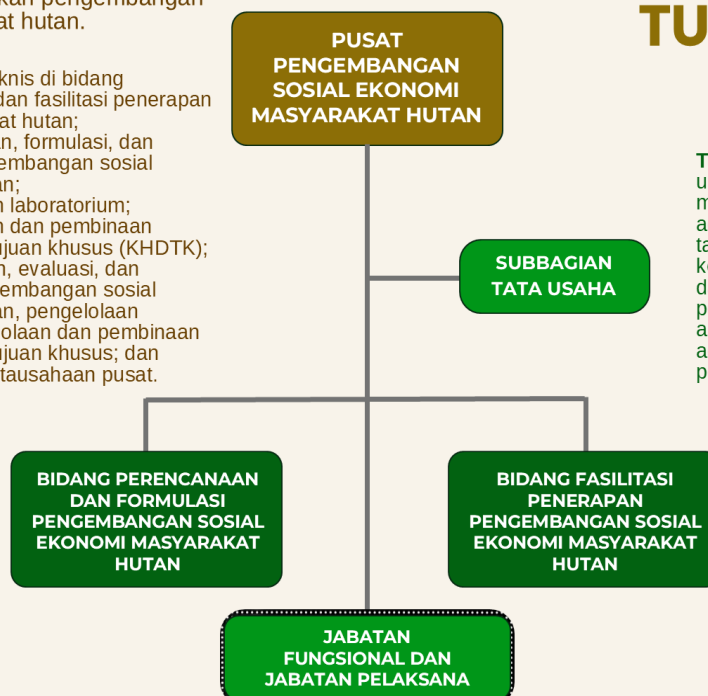 pengembangan
at hutan.
knis di bidang
dan fasilitasi penerapan
at hutan;
n, formulasi, dan
embangan sosial
an;
n laboratorium;
n dan pembinaan
ujuan khusus (KHDTK);
n, evaluasi, dan
embangan sosial
an, pengelolaan
olaan dan pembinaan
ujuan khusus; dan
tausahaan pusat.
PUSAT
PENGEMBANGAN
SOSIAL EKONOMI
MASYARAKAT HUTAN
TU
SUBBAGIAN
TATA USAHA
BIDANG PERENCANAAN
DAN FORMULASI
PENGEMBANGAN SOSIAL
EKONOMI MASYARAKAT
HUTAN
BIDANG FASILITASI
PENERAPAN
PENGEMBANGAN SOSIAL
EKONOMI MASYARAKAT
HUTAN
JABATAN
FUNGSIONAL DAN
JABATAN PELAKSANA